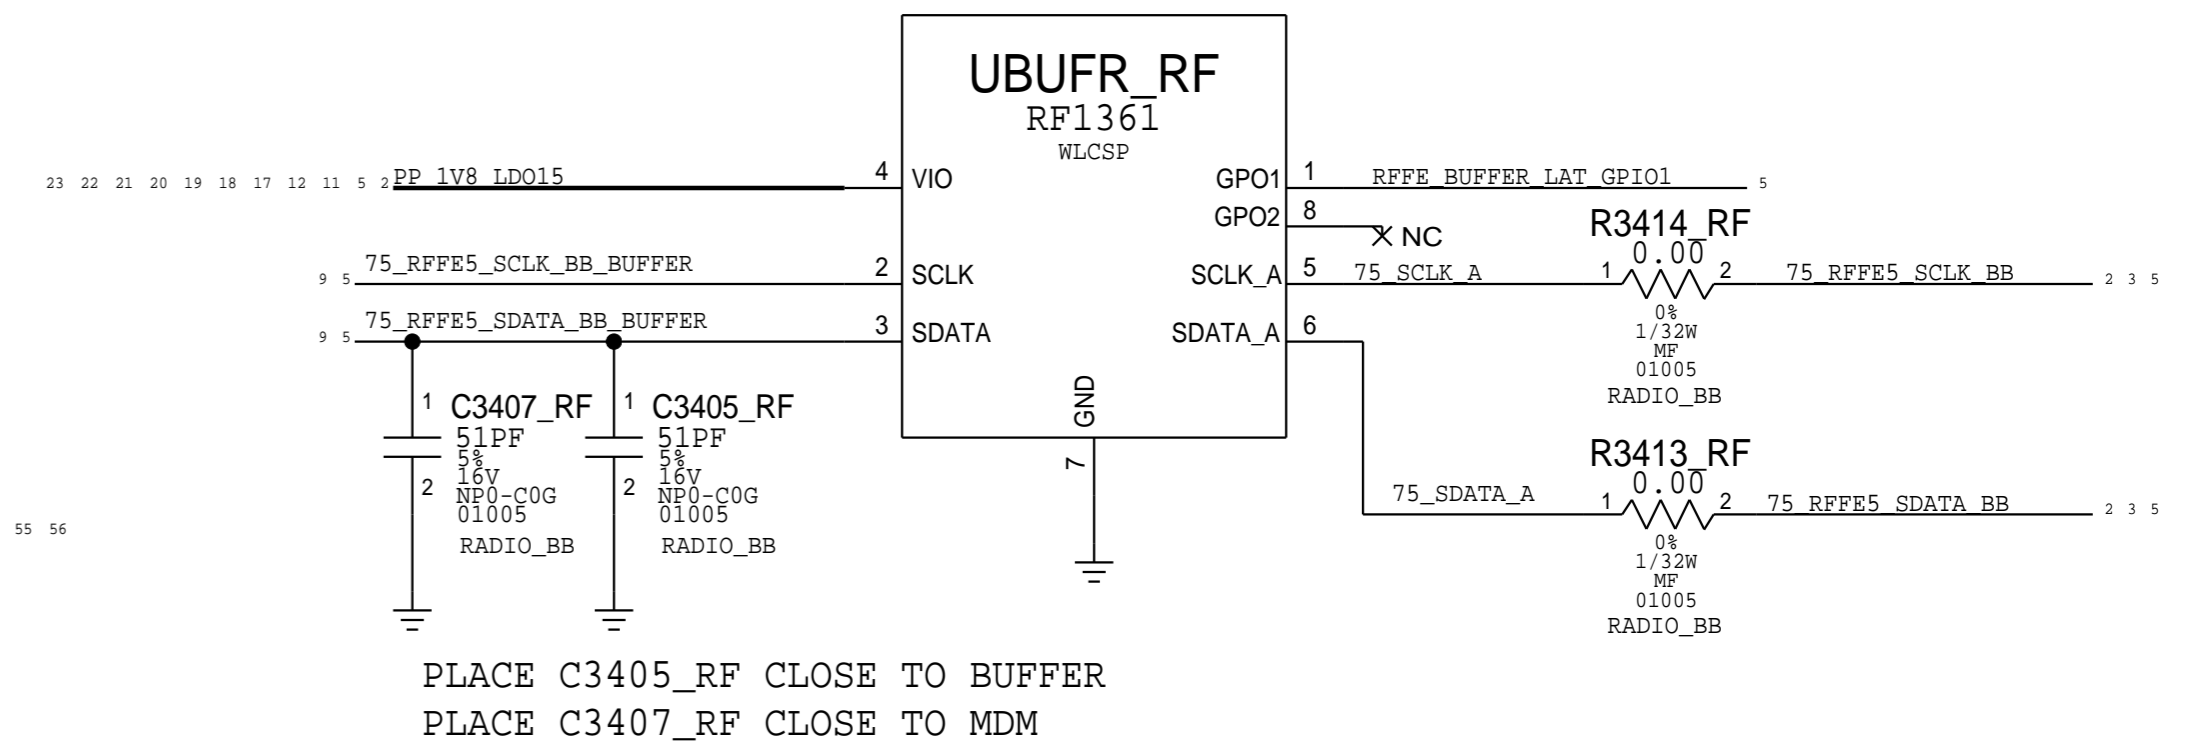 UBUFR_RF
RF1361
WLCSP
23 22 21 20 19 18 17 12 11 5 2 PP_1V8_LDO15 4 VIO
GPO1 1 RFFE_BUFFER_LAT_GPIO1 5
GPO2 8 NC
9 5 75_RFFE5_SCLK_BB_BUFFER 2 SCLK
SCLK_A 5 75_SCLK_A 1 2 75_RFFE5_SCLK_BB 2 3 5
R3414_RF
0.00
0%
1/32W
MF
01005
RADIO_BB
9 5 75_RFFE5_SDATA_BB_BUFFER 3 SDATA
SDATA_A 6
GND
7
1 C3407_RF
51PF
5%
16V
2 NP0-C0G
01005
RADIO_BB
1 C3405_RF
51PF
5%
16V
2 NP0-C0G
01005
RADIO_BB
R3413_RF
0.00
75_SDATA_A 1 2 75_RFFE5_SDATA_BB 2 3 5
0%
1/32W
MF
01005
RADIO_BB
55 56
PLACE C3405_RF CLOSE TO BUFFER
PLACE C3407_RF CLOSE TO MDM